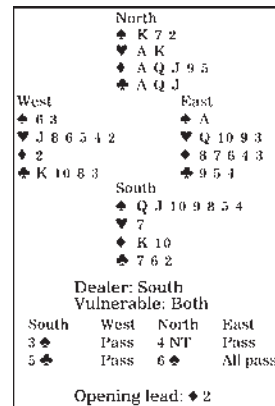 North
♠ K 7 2
♥ A K
♦ A Q J 9 5
♣ A Q J
West East
♠ 6 3 ♠ A
♥ J 8 6 5 4 2 ♥ Q 10 9 3
♦ 2 ♦ 8 7 6 4 3
♣ K 10 8 3 ♣ 9 5 4
South
♠ Q J 10 9 8 5 4
♥ 7
♦ K 10
♣ 7 6 2
Dealer: South
Vulnerable: Both
South West North East
3 ♠ Pass 4 NT Pass
5 ♣ Pass 6 ♠ All pass
Opening lead: ♦ 2